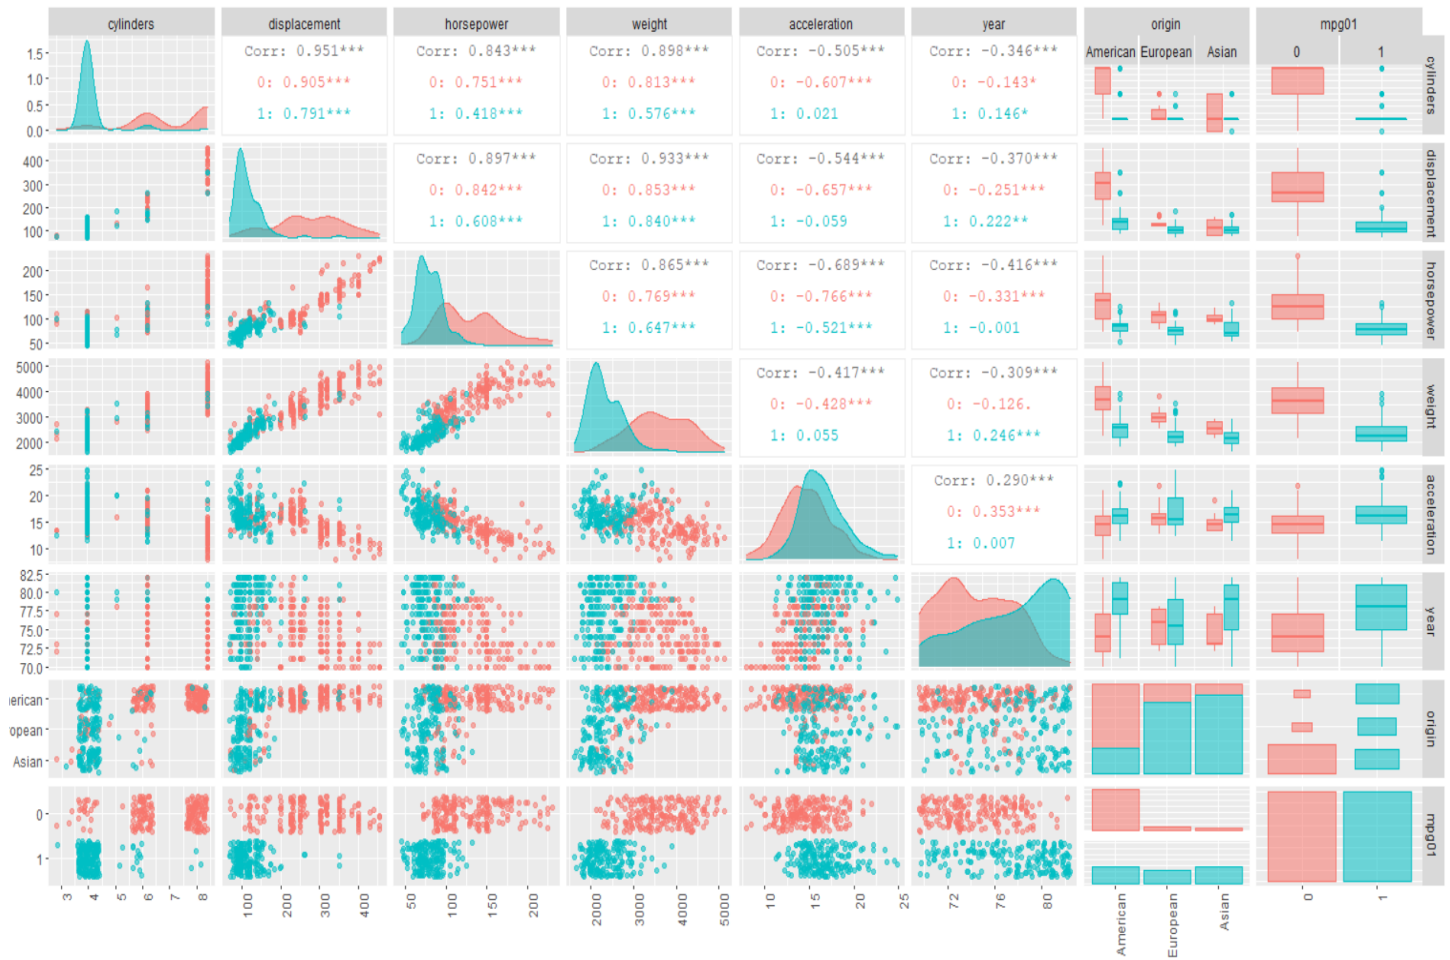 cylinders displacement horsepower weight acceleration year origin mpg01
American European Asian 0 1
Corr: 0.951*** Corr: 0.843*** Corr: 0.898*** Corr: -0.505*** Corr: -0.346***
0: 0.905*** 0: 0.751*** 0: 0.813*** 0: -0.607*** 0: -0.143*
1: 0.791*** 1: 0.418*** 1: 0.576*** 1: 0.021 1: 0.146*
1.5
1.0
0.5
0.0
cylinders
Corr: 0.897*** Corr: 0.933*** Corr: -0.544*** Corr: -0.370***
0: 0.842*** 0: 0.853*** 0: -0.657*** 0: -0.251***
1: 0.608*** 1: 0.840*** 1: -0.059 1: 0.222**
400
300
200
100
displacement
Corr: 0.865*** Corr: -0.689*** Corr: -0.416***
0: 0.769*** 0: -0.766*** 0: -0.331***
1: 0.647*** 1: -0.521*** 1: -0.001
200
150
100
50
horsepower
Corr: -0.417*** Corr: -0.309***
0: -0.428*** 0: -0.126.
1: 0.055 1: 0.246***
5000
4000
3000
2000
weight
Corr: 0.290***
0: 0.353***
1: 0.007
25
20
15
10
acceleration
82.5
80.0
77.5
75.0
72.5
70.0
year
erican
opean
Asian
origin
0
1
mpg01
3 4 5 6 7 8 100 200 300 400 50 100 150 200 2000 3000 4000 5000 10 15 20 25 72 76 80 American European Asian 0 1